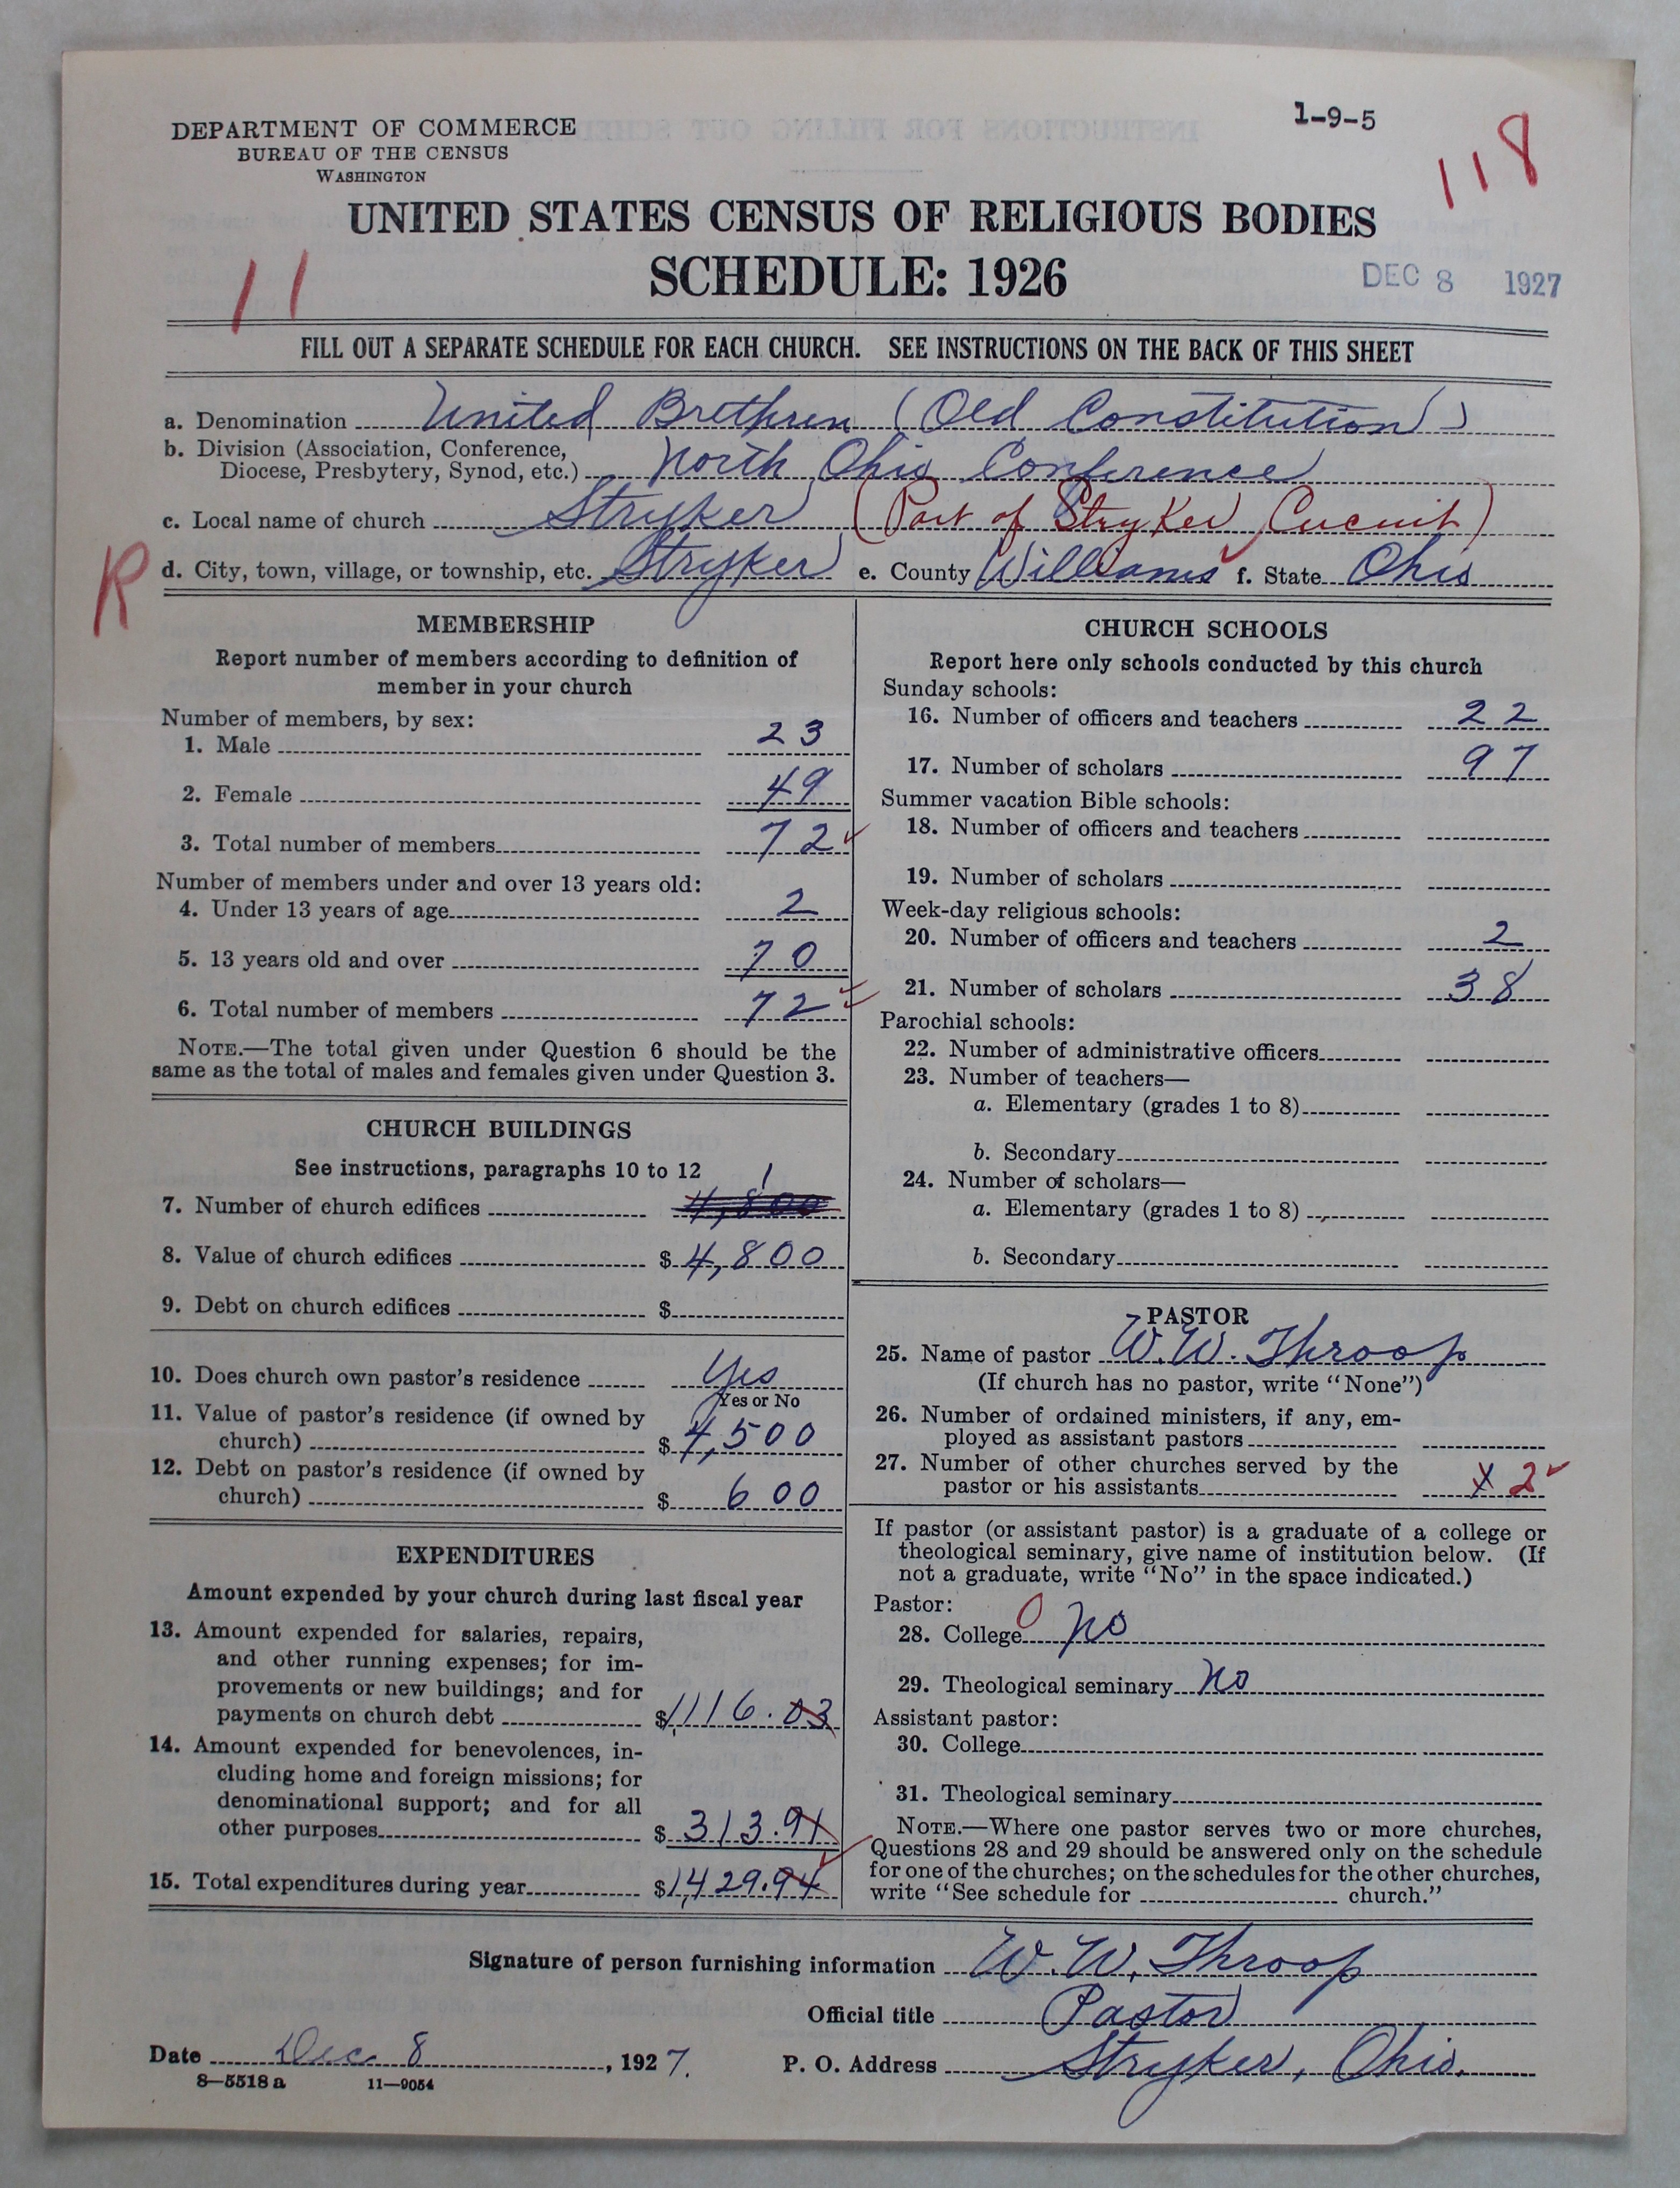 1-9-5
118
DEPARTMENT OF COMMERCE
BUREAU OF THE CENSUS
WASHINGTON
UNITED STATES CENSUS OF RELIGIOUS BODIES
SCHEDULE: 1926
11
DEC 8 1927
FILL OUT A SEPARATE SCHEDULE FOR EACH CHURCH. SEE INSTRUCTIONS ON THE BACK OF THIS SHEET
a. Denomination United Brethren (Old Constitution)
b. Division (Association, Conference,
Diocese, Presbytery, Synod, etc.) North Ohio Conference
c. Local name of church Stryker (Part of Stryker Circuit)
R
d. City, town, village, or township, etc. Stryker e. County Williams f. State Ohio
MEMBERSHIP
Report number of members according to definition of
member in your church
Number of members, by sex:
1. Male 23
2. Female 49
3. Total number of members 72
Number of members under and over 13 years old:
4. Under 13 years of age 2
5. 13 years old and over 70
6. Total number of members 72
NOTE.—The total given under Question 6 should be the
same as the total of males and females given under Question 3.
CHURCH BUILDINGS
See instructions, paragraphs 10 to 12
1
7. Number of church edifices 4,800
8. Value of church edifices $ 4,800
9. Debt on church edifices $
10. Does church own pastor's residence Yes
Yes or No
11. Value of pastor's residence (if owned by
church) $ 4,500
12. Debt on pastor's residence (if owned by
church) $ 600
EXPENDITURES
Amount expended by your church during last fiscal year
13. Amount expended for salaries, repairs,
and other running expenses; for im-
provements or new buildings; and for
payments on church debt $1,116.03
14. Amount expended for benevolences, in-
cluding home and foreign missions; for
denominational support; and for all
other purposes $ 313.91
15. Total expenditures during year $1,429.94
CHURCH SCHOOLS
Report here only schools conducted by this church
Sunday schools:
16. Number of officers and teachers 22
17. Number of scholars 97
Summer vacation Bible schools:
18. Number of officers and teachers
19. Number of scholars
Week-day religious schools:
20. Number of officers and teachers 2
21. Number of scholars 38
Parochial schools:
22. Number of administrative officers
23. Number of teachers—
a. Elementary (grades 1 to 8)
b. Secondary
24. Number of scholars—
a. Elementary (grades 1 to 8)
b. Secondary
PASTOR
25. Name of pastor W. W. Throop
(If church has no pastor, write "None")
26. Number of ordained ministers, if any, em-
ployed as assistant pastors
27. Number of other churches served by the
pastor or his assistants 2
If pastor (or assistant pastor) is a graduate of a college or
theological seminary, give name of institution below. (If
not a graduate, write "No" in the space indicated.)
Pastor: 0
28. College No
29. Theological seminary No
Assistant pastor:
30. College
31. Theological seminary
NOTE.—Where one pastor serves two or more churches,
Questions 28 and 29 should be answered only on the schedule
for one of the churches; on the schedules for the other churches,
write "See schedule for church."
Signature of person furnishing information W. W. Throop
Official title Pastor
Date Dec 8, 1927. P. O. Address Stryker, Ohio.
8—5518 a 11—9054